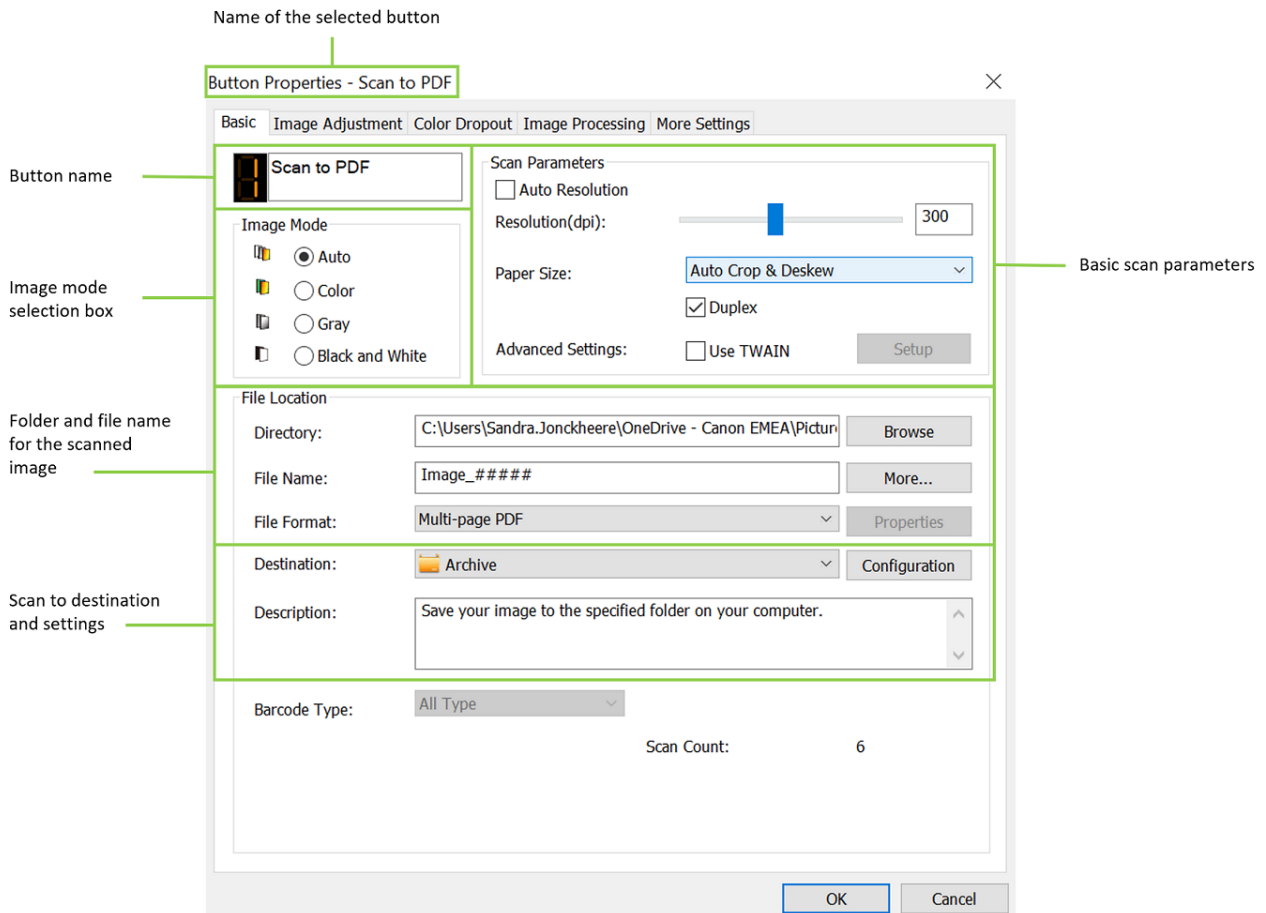 Name of the selected button
Button Properties - Scan to PDF
Basic Image Adjustment Color Dropout Image Processing More Settings
Button name
Scan to PDF
Image Mode
Auto
Color
Gray
Black and White
Image mode
selection box
Scan Parameters
Auto Resolution
Resolution(dpi): 300
Paper Size: Auto Crop & Deskew
Duplex
Advanced Settings: Use TWAIN Setup
Basic scan parameters
Folder and file name
for the scanned
image
File Location
Directory: C:\Users\Sandra.Jonckheere\OneDrive - Canon EMEA\Pictur Browse
File Name: Image_##### More...
File Format: Multi-page PDF Properties
Scan to destination
and settings
Destination: Archive Configuration
Description: Save your image to the specified folder on your computer.
Barcode Type: All Type
Scan Count: 6
OK Cancel